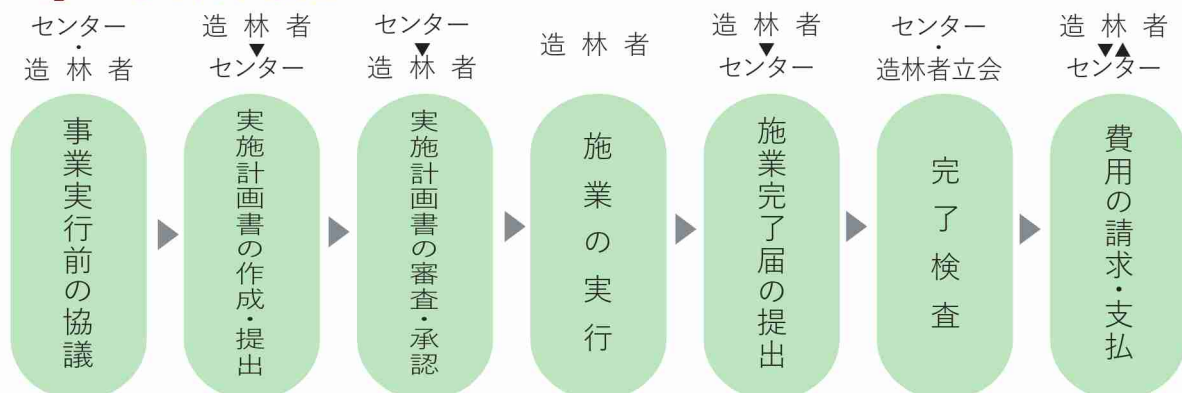 センター
・
造林者
事業実行前の協議
造林者
▼
センター
実施計画書の作成・提出
センター
▼
造林者
実施計画書の審査・承認
造林者
施業の実行
造林者
▼
センター
施業完了届の提出
センター
・
造林者立会
完了検査
造林者
▼▲
センター
費用の請求・支払